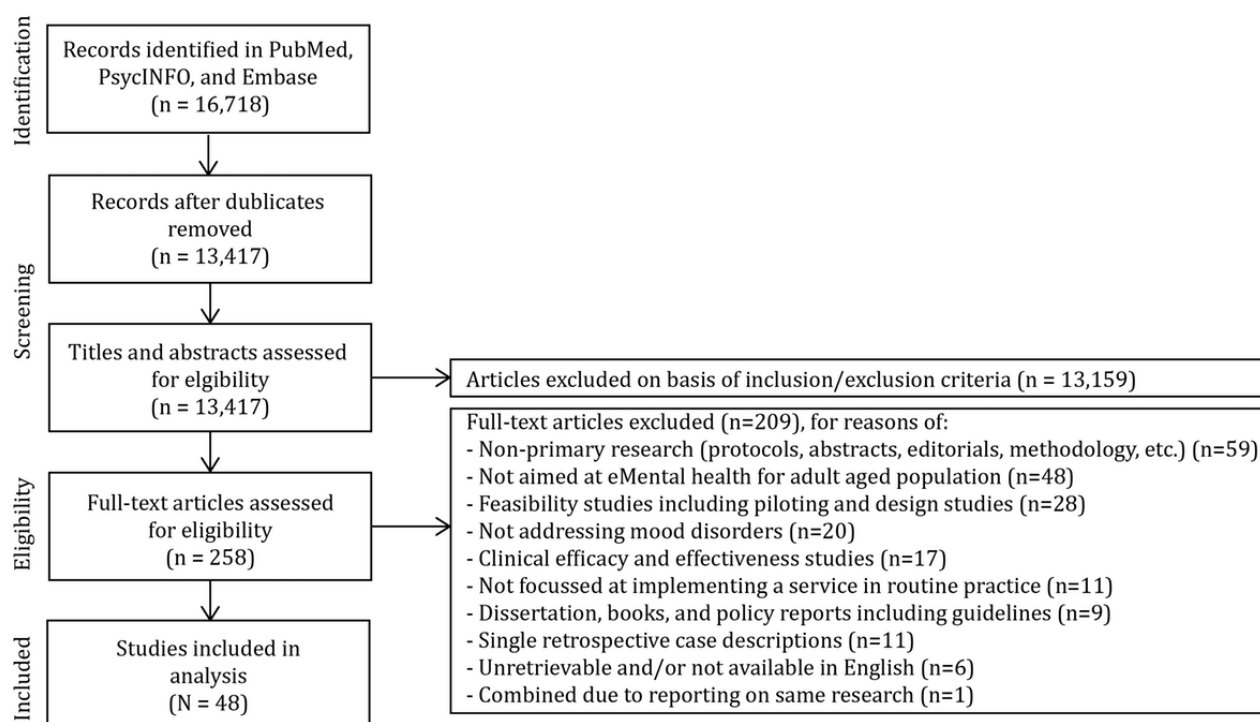 Identification
Records identified in PubMed,
PsycINFO, and Embase
(n = 16,718)
Screening
Records after dublicates
removed
(n = 13,417)
Titles and abstracts assessed
for elgibility
(n = 13,417)
Articles excluded on basis of inclusion/exclusion criteria (n = 13,159)
Eligibility
Full-text articles assessed
for eligibility
(n = 258)
Full-text articles excluded (n=209), for reasons of:
- Non-primary research (protocols, abstracts, editorials, methodology, etc.) (n=59)
- Not aimed at eMental health for adult aged population (n=48)
- Feasibility studies including piloting and design studies (n=28)
- Not addressing mood disorders (n=20)
- Clinical efficacy and effectiveness studies (n=17)
- Not focussed at implementing a service in routine practice (n=11)
- Dissertation, books, and policy reports including guidelines (n=9)
- Single retrospective case descriptions (n=11)
- Unretrievable and/or not available in English (n=6)
- Combined due to reporting on same research (n=1)
Included
Studies included in
analysis
(N = 48)